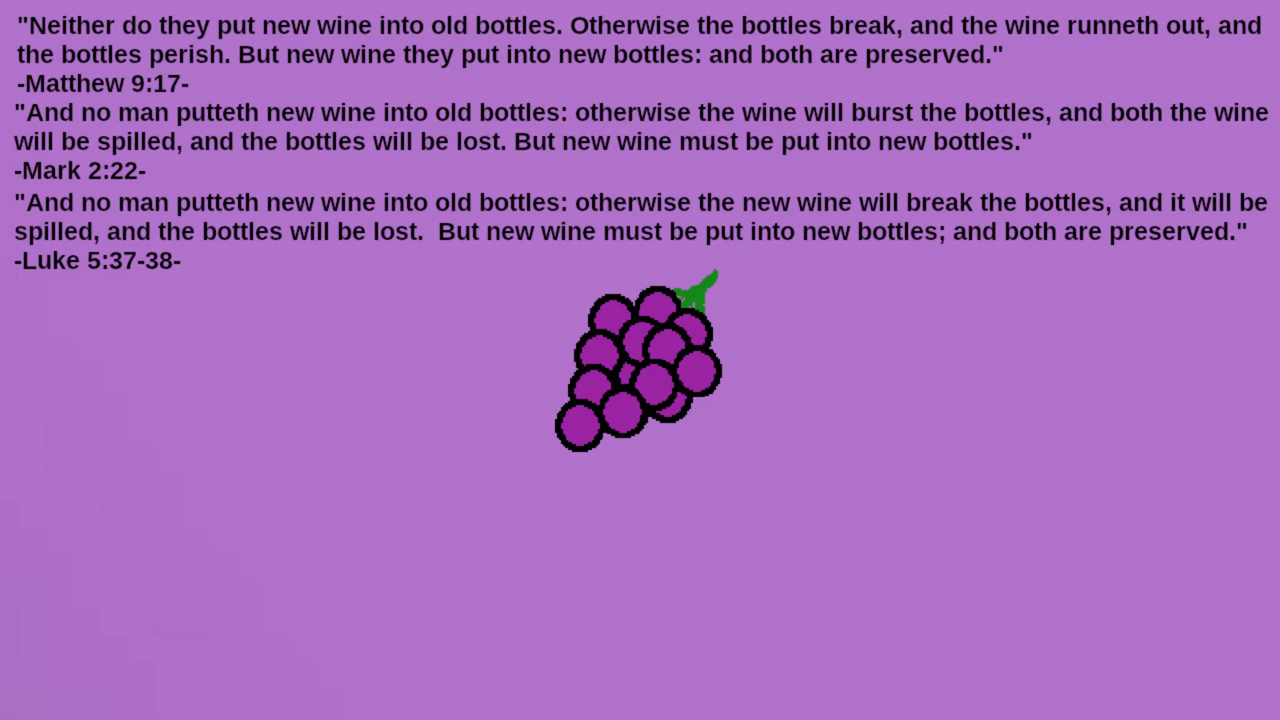 "Neither do they put new wine into old bottles. Otherwise the bottles break, and the wine runneth out, and
the bottles perish. But new wine they put into new bottles: and both are preserved."
-Matthew 9:17-
"And no man putteth new wine into old bottles: otherwise the wine will burst the bottles, and both the wine
will be spilled, and the bottles will be lost. But new wine must be put into new bottles."
-Mark 2:22-
"And no man putteth new wine into old bottles: otherwise the new wine will break the bottles, and it will be
spilled, and the bottles will be lost.  But new wine must be put into new bottles; and both are preserved."
-Luke 5:37-38-